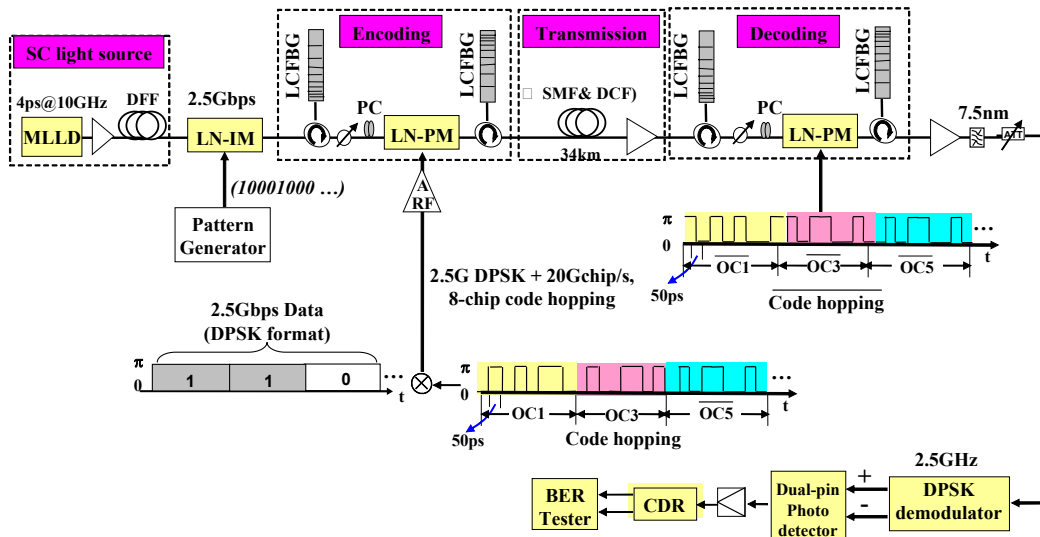 SC light source
4ps@10GHz
DFF
MLLD
2.5Gbps
LN-IM
(10001000 …)
Pattern
Generator
Encoding
LCFBG
PC
LN-PM
LCFBG
A
RF
Transmission
SMF& DCF)
34km
Decoding
LCFBG
PC
LN-PM
LCFBG
7.5nm
ATT
π
0
…
t
OC1
OC3
OC5
50ps
Code hopping
2.5G DPSK + 20Gchip/s,
8-chip code hopping
2.5Gbps Data
(DPSK format)
π
0
1
1
0
…
t
π
0
…
t
OC1
OC3
OC5
50ps
Code hopping
2.5GHz
BER
Tester
CDR
Dual-pin
Photo
detector
+
-
DPSK
demodulator